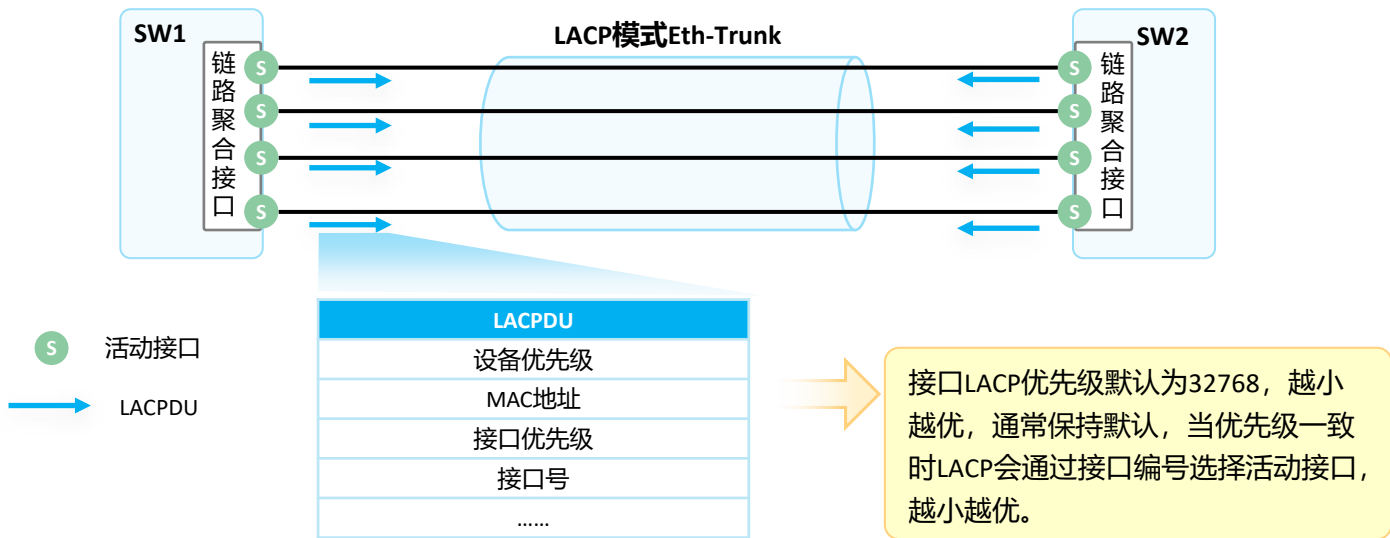 SW1
LACP模式Eth-Trunk
SW2
链路聚合接口
S
S
S
S
S
S
S
S
链路聚合接口
LACPDU
设备优先级
MAC地址
接口优先级
接口号
……
S
活动接口
LACPDU
接口LACP优先级默认为32768，越小
越优，通常保持默认，当优先级一致
时LACP会通过接口编号选择活动接口，
越小越优。